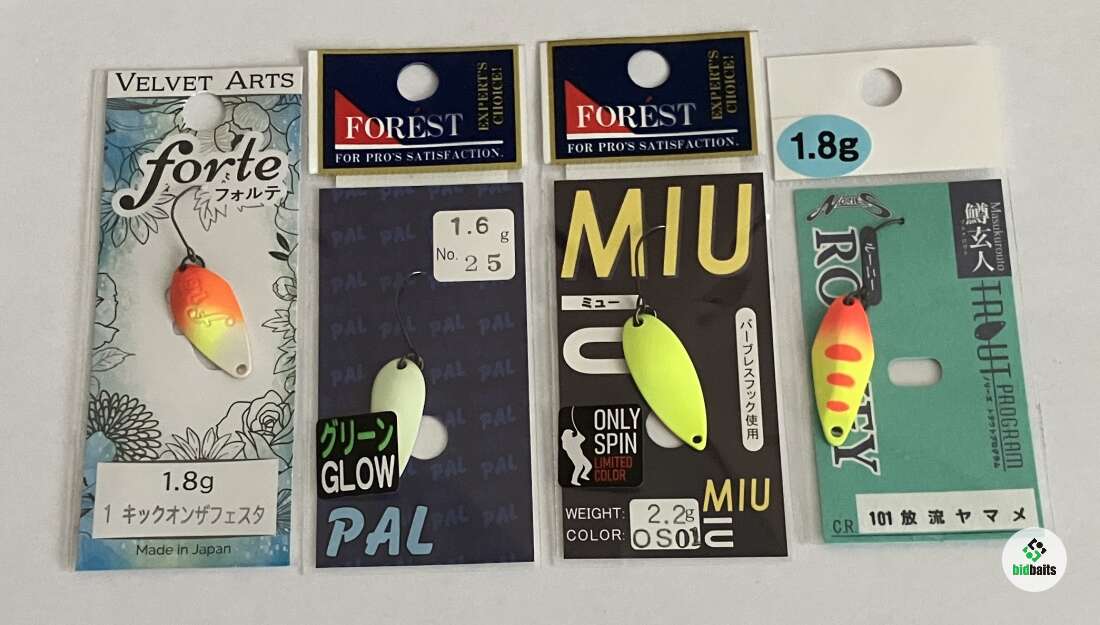 VELVET ARTS
forte
フォルテ
1.8g
1 キックオンザフェスタ
Made in Japan
FORÉST
EXPERT'S
CHOICE!
FOR PRO'S SATISFACTION.
1.6g
No. 25
グリーン
GLOW
PAL
FORÉST
EXPERT'S
CHOICE!
FOR PRO'S SATISFACTION.
MIU
ミュー
バーブレスフック使用
ONLY
SPIN
LIMITED
COLOR
MIU
WEIGHT: 2.2g
COLOR: OS01
1.8g
鱒玄人
Masukurouto
TROUT PROGRAM
C.R. 101 放流ヤマメ
bidbaits